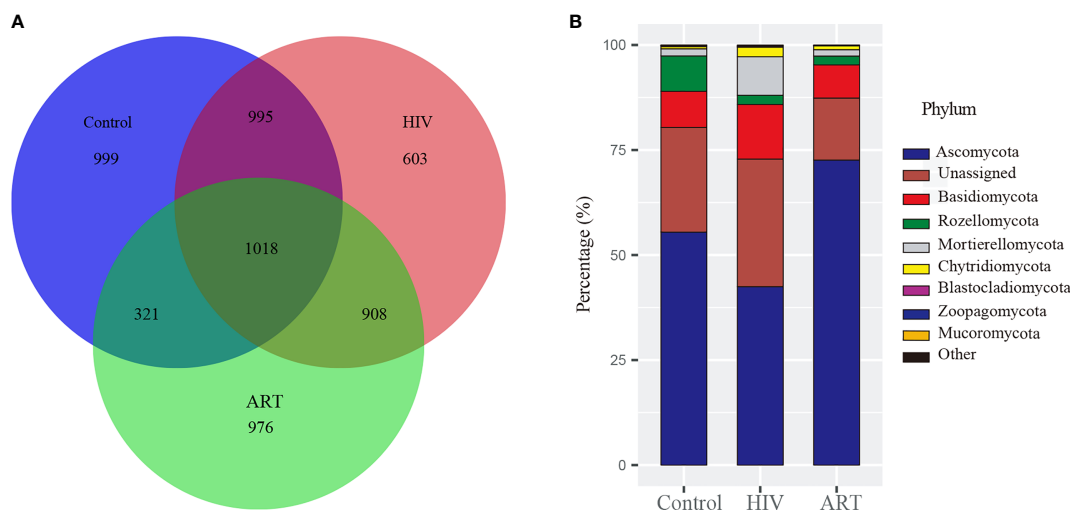 A
Control
999
995
HIV
603
1018
321
908
ART
976
B
Percentage (%)
100
75
50
25
0
Control HIV ART
Phylum
Ascomycota
Unassigned
Basidiomycota
Rozellomycota
Mortierellomycota
Chytridiomycota
Blastocladiomycota
Zoopagomycota
Mucoromycota
Other